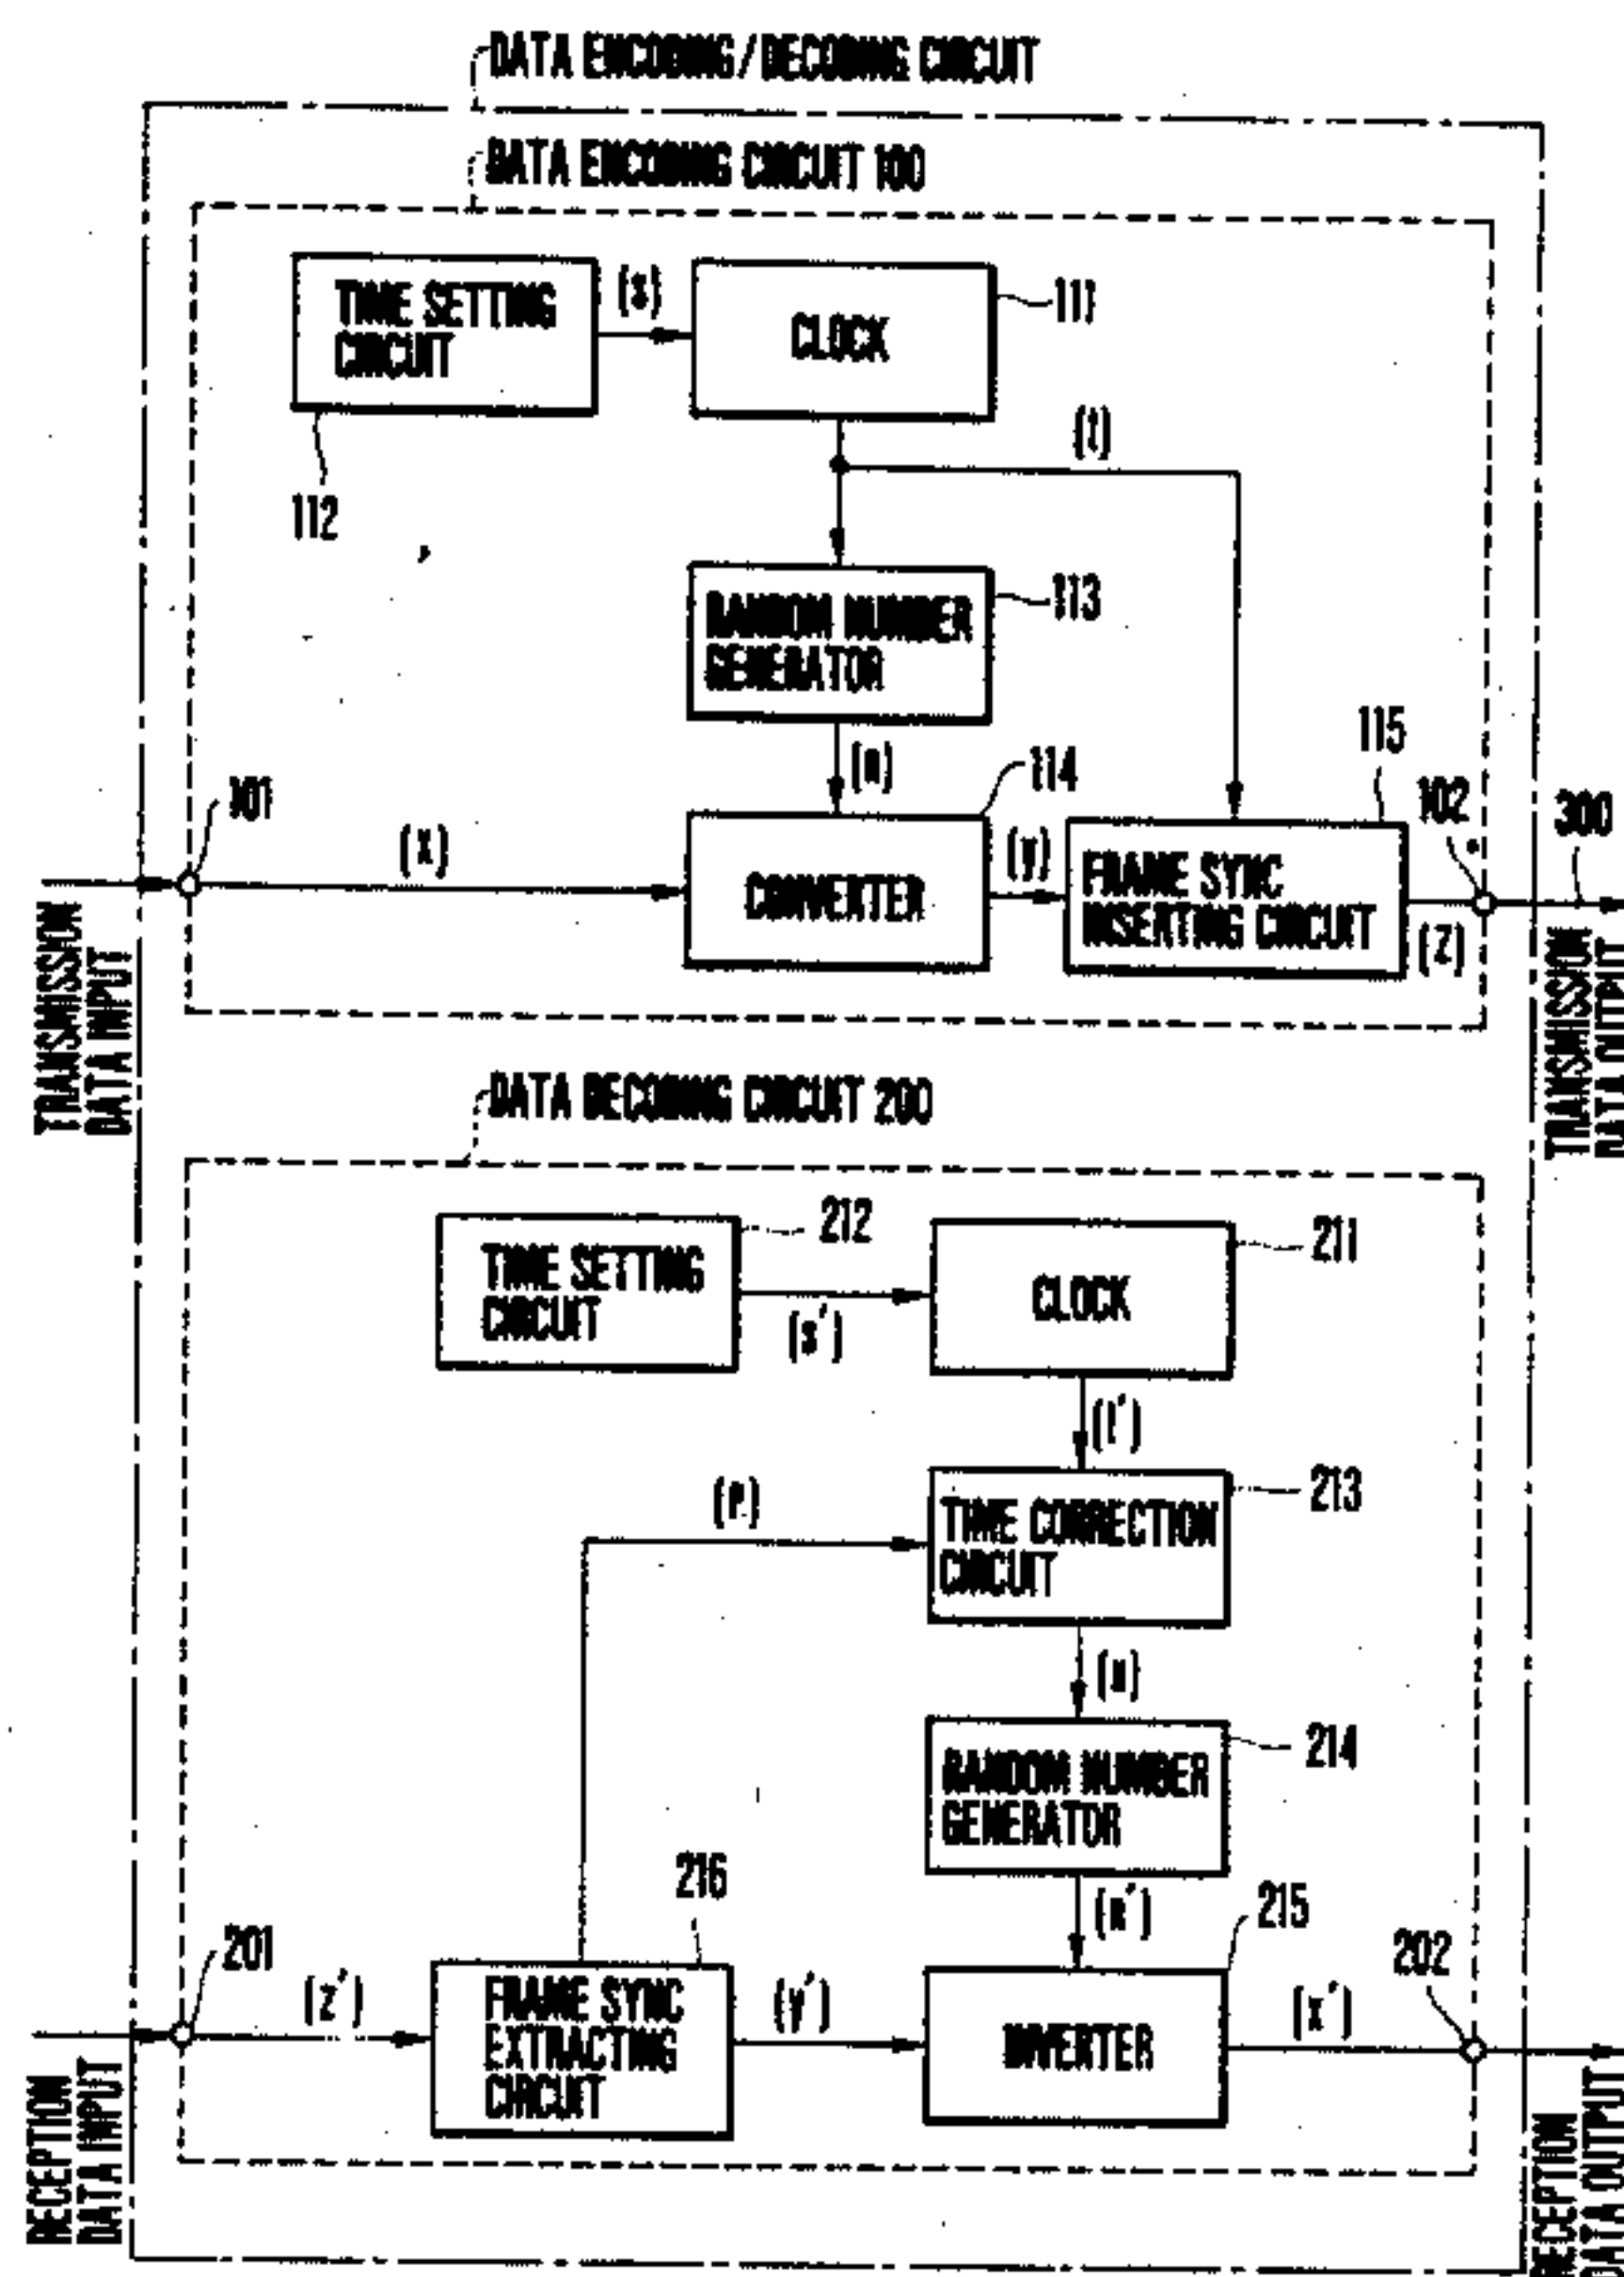 DATA ENCODING/DECODING CIRCUIT
DATA ENCODING CIRCUIT 100
TIME SETTING
CIRCUIT
(s)
CLOCK
111
112
(t)
RANDOM NUMBER
GENERATOR
113
(n)
114
115
102
300
101
(x)
CONVERTER
(y)
FRAME SYNC
INSERTING CIRCUIT
(z)
TRANSMISSION
DATA INPUT
TRANSMISSION
DATA OUTPUT
DATA DECODING CIRCUIT 200
TIME SETTING
CIRCUIT
212
(s')
CLOCK
211
(t')
(r)
TIME CORRECTION
CIRCUIT
213
(u)
RANDOM NUMBER
GENERATOR
214
216
(n')
215
201
202
(z')
FRAME SYNC
EXTRACTING
CIRCUIT
(y')
INVERTER
(x')
RECEPTION
DATA INPUT
RECEPTION
DATA OUTPUT